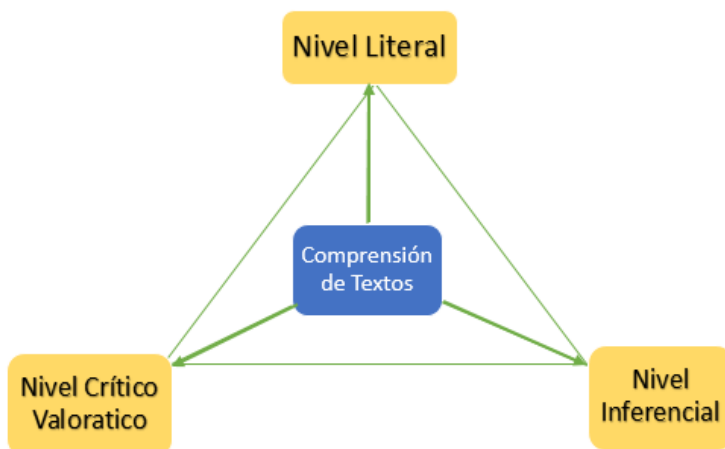 Nivel Literal
Comprensión
de Textos
Nivel Crítico
Valoratico
Nivel
Inferencial